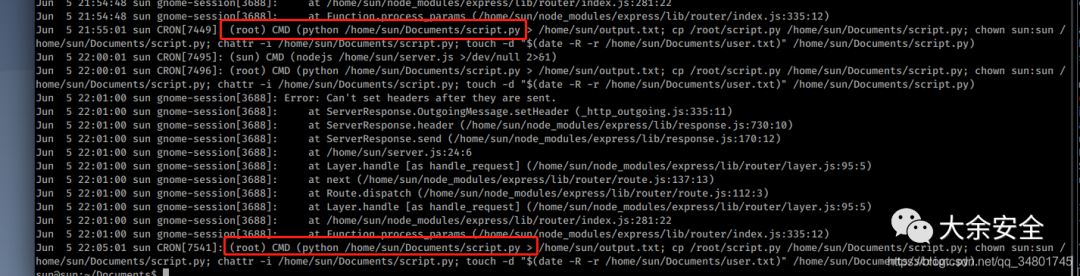 Jun  5 21:54:48 sun gnome-session[3688]:     at /home/sun/node_modules/express/lib/router/index.js:281:22
Jun  5 21:54:48 sun gnome-session[3688]:     at Function.process_params (/home/sun/node_modules/express/lib/router/index.js:335:12)
Jun  5 21:55:01 sun CRON[7449]: (root) CMD (python /home/sun/Documents/script.py > /home/sun/output.txt; cp /root/script.py /home/sun/Documents/script.py; chown sun:sun /
home/sun/Documents/script.py; chattr -i /home/sun/Documents/script.py; touch -d "$(date -R -r /home/sun/Documents/user.txt)" /home/sun/Documents/script.py)
Jun  5 22:00:01 sun CRON[7495]: (sun) CMD (nodejs /home/sun/server.js >/dev/null 2>&1)
Jun  5 22:00:01 sun CRON[7496]: (root) CMD (python /home/sun/Documents/script.py > /home/sun/output.txt; cp /root/script.py /home/sun/Documents/script.py; chown sun:sun /
home/sun/Documents/script.py; chattr -i /home/sun/Documents/script.py; touch -d "$(date -R -r /home/sun/Documents/user.txt)" /home/sun/Documents/script.py)
Jun  5 22:01:00 sun gnome-session[3688]: Error: Can't set headers after they are sent.
Jun  5 22:01:00 sun gnome-session[3688]:     at ServerResponse.OutgoingMessage.setHeader (_http_outgoing.js:335:11)
Jun  5 22:01:00 sun gnome-session[3688]:     at ServerResponse.header (/home/sun/node_modules/express/lib/response.js:730:10)
Jun  5 22:01:00 sun gnome-session[3688]:     at ServerResponse.send (/home/sun/node_modules/express/lib/response.js:170:12)
Jun  5 22:01:00 sun gnome-session[3688]:     at /home/sun/server.js:24:6
Jun  5 22:01:00 sun gnome-session[3688]:     at Layer.handle [as handle_request] (/home/sun/node_modules/express/lib/router/layer.js:95:5)
Jun  5 22:01:00 sun gnome-session[3688]:     at next (/home/sun/node_modules/express/lib/router/route.js:137:13)
Jun  5 22:01:00 sun gnome-session[3688]:     at Route.dispatch (/home/sun/node_modules/express/lib/router/route.js:112:3)
Jun  5 22:01:00 sun gnome-session[3688]:     at Layer.handle [as handle_request] (/home/sun/node_modules/express/lib/router/layer.js:95:5)
Jun  5 22:01:00 sun gnome-session[3688]:     at /home/sun/node_modules/express/lib/router/index.js:281:22
Jun  5 22:01:00 sun gnome-session[3688]:     at Function.process_params (/home/sun/node_modules/express/lib/router/index.js:335:12)
Jun  5 22:05:01 sun CRON[7541]: (root) CMD (python /home/sun/Documents/script.py > /home/sun/output.txt; cp /root/script.py /home/sun/Documents/script.py; chown sun:sun /
home/sun/Documents/script.py; chattr -i /home/sun/Documents/script.py; touch -d "$(date -R -r /home/sun/Documents/user.txt)" /home/sun/Documents/script.py)
sun@sun:~/Documents$
大余安全
https://blog.csdn.net/qq_34801745